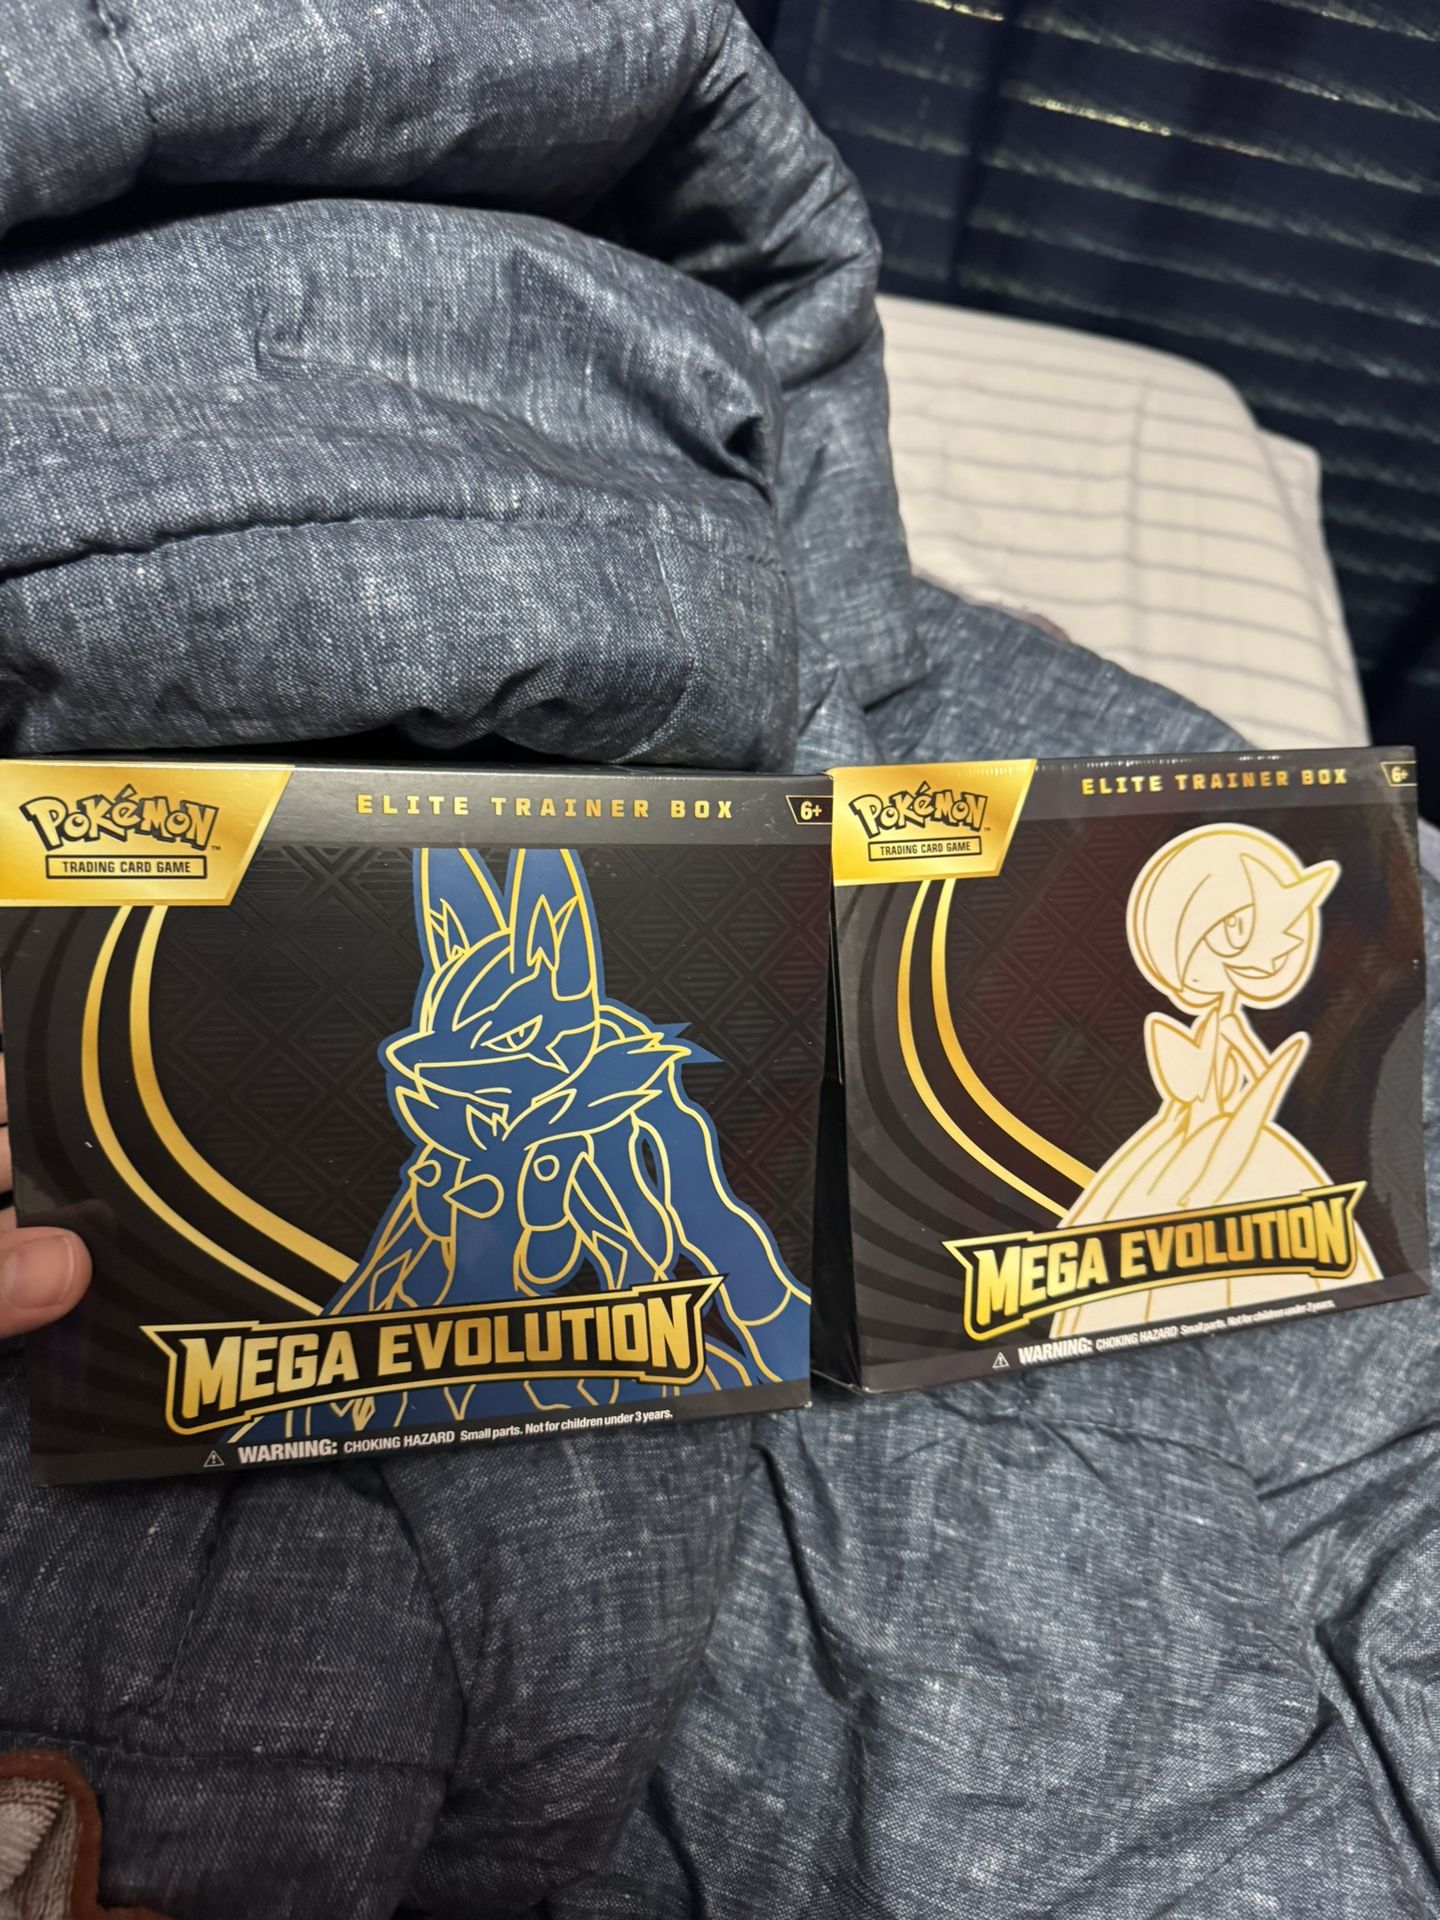 ELITE TRAINER BOX
6+
POKéMON™
TRADING CARD GAME
MEGA EVOLUTION
WARNING: CHOKING HAZARD Small parts. Not for children under 3 years.
ELITE TRAINER BOX
6+
POKéMON™
TRADING CARD GAME
MEGA EVOLUTION
WARNING: CHOKING HAZARD Small parts. Not for children under 3 years.